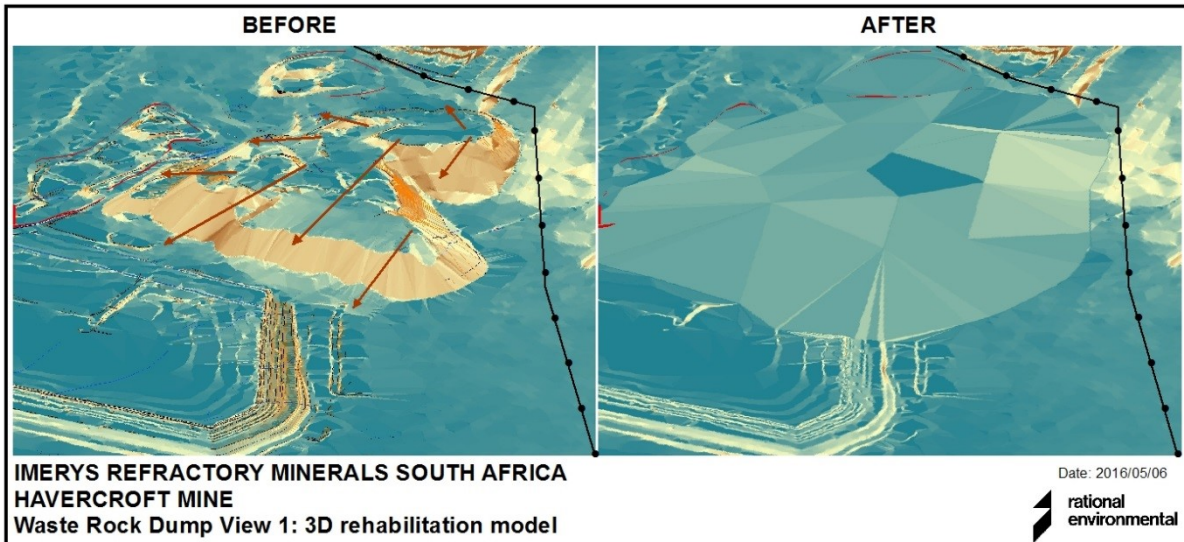 BEFORE
AFTER
IMERYS REFRACTORY MINERALS SOUTH AFRICA
HAVERCROFT MINE
Waste Rock Dump View 1: 3D rehabilitation model
Date: 2016/05/06
rational
environmental